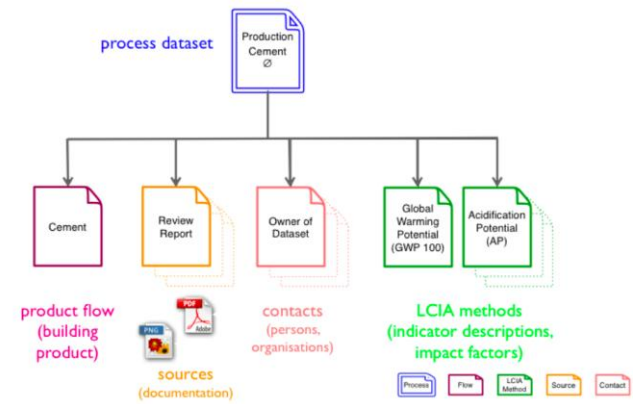 process dataset
Production
Cement
Ø
Cement
Review
Report
Owner of
Dataset
Global
Warming
Potential
(GWP 100)
Acidification
Potential
(AP)
product flow
(building
product)
PDF
Adobe
PNG
sources
(documentation)
contacts
(persons,
organisations)
LCIA methods
(indicator descriptions,
impact factors)
Process
Flow
LCIA
Method
Source
Contact